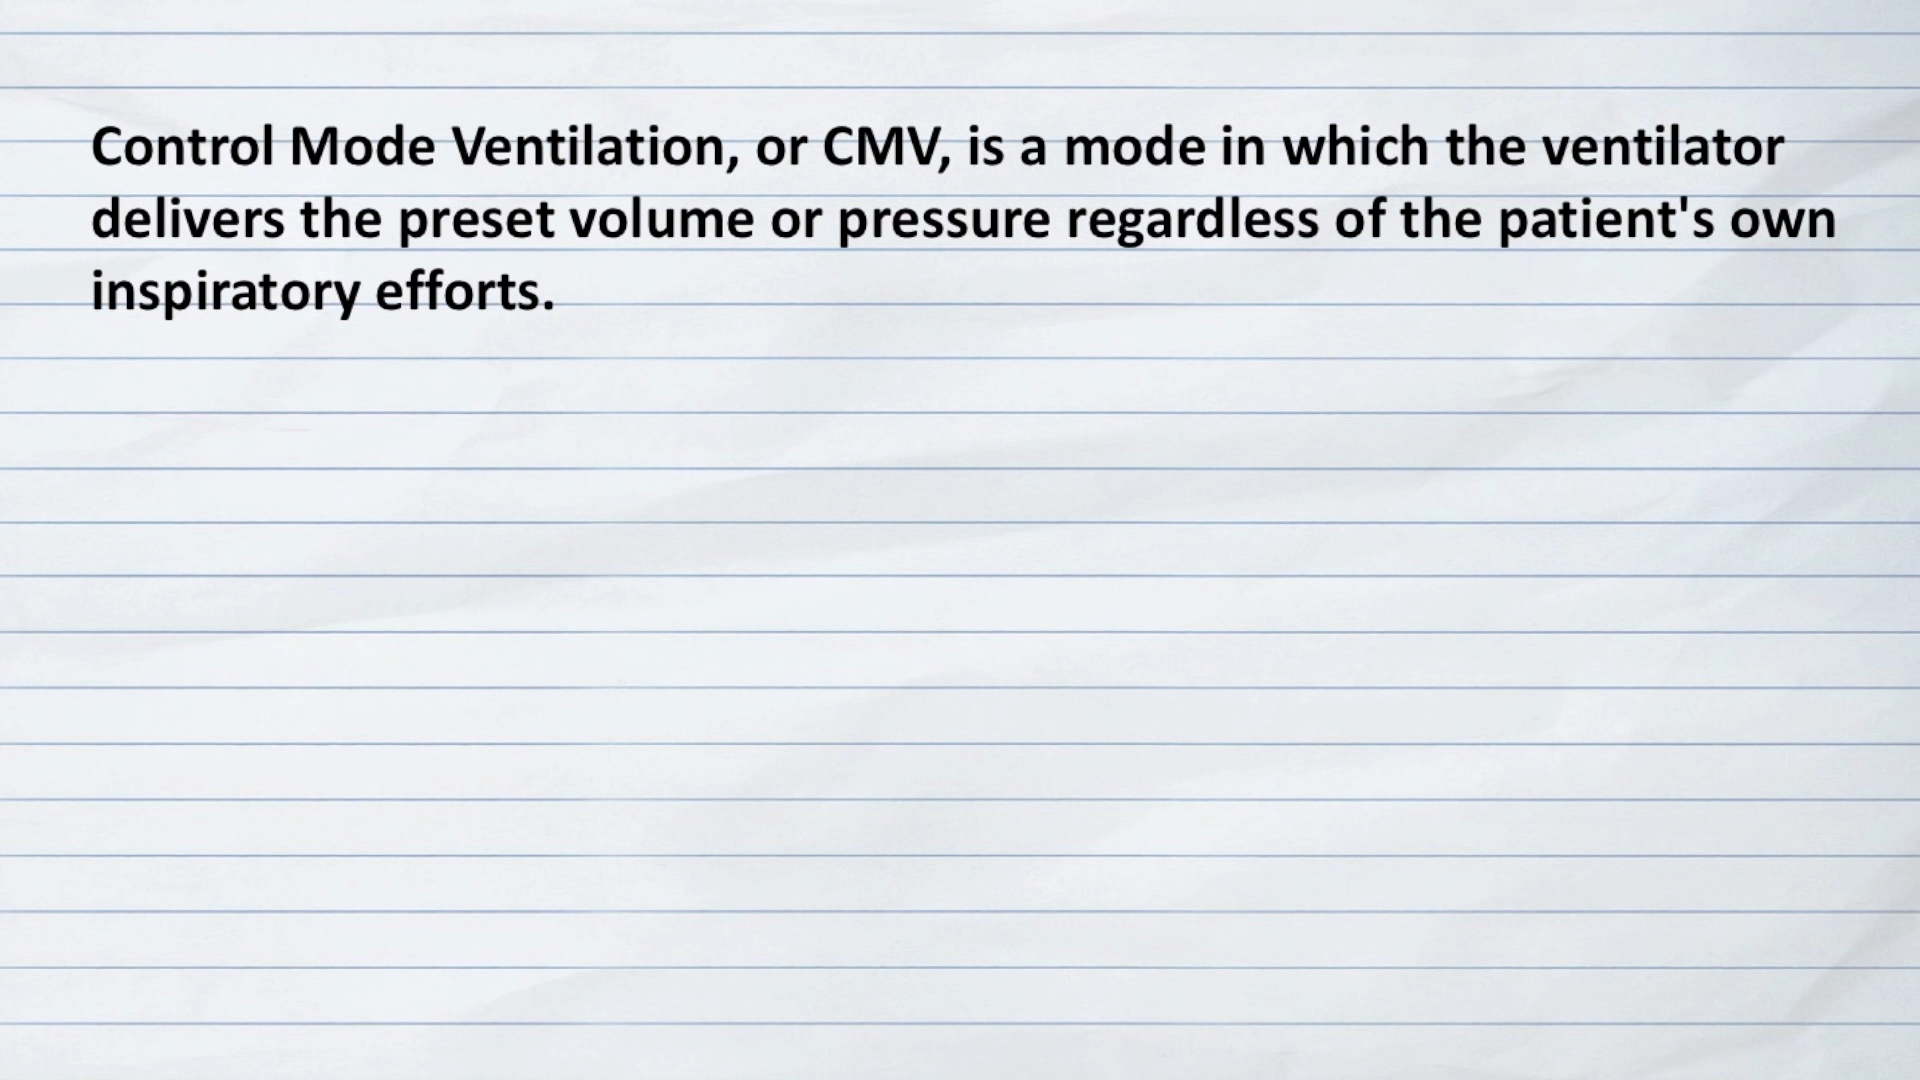 Control Mode Ventilation, or CMV, is a mode in which the ventilator
delivers the preset volume or pressure regardless of the patient's own
inspiratory efforts.